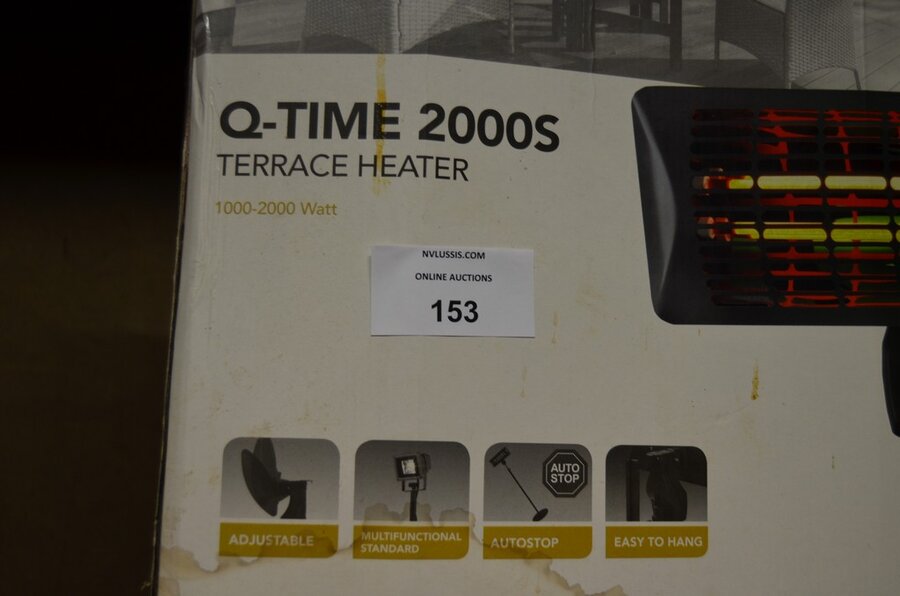 Q-TIME 2000S
TERRACE HEATER
1000-2000 Watt
NVLUSSIS.COM
ONLINE AUCTIONS
153
AUTO
STOP
ADJUSTABLE
MULTIFUNCTIONAL
STANDARD
AUTOSTOP
EASY TO HANG